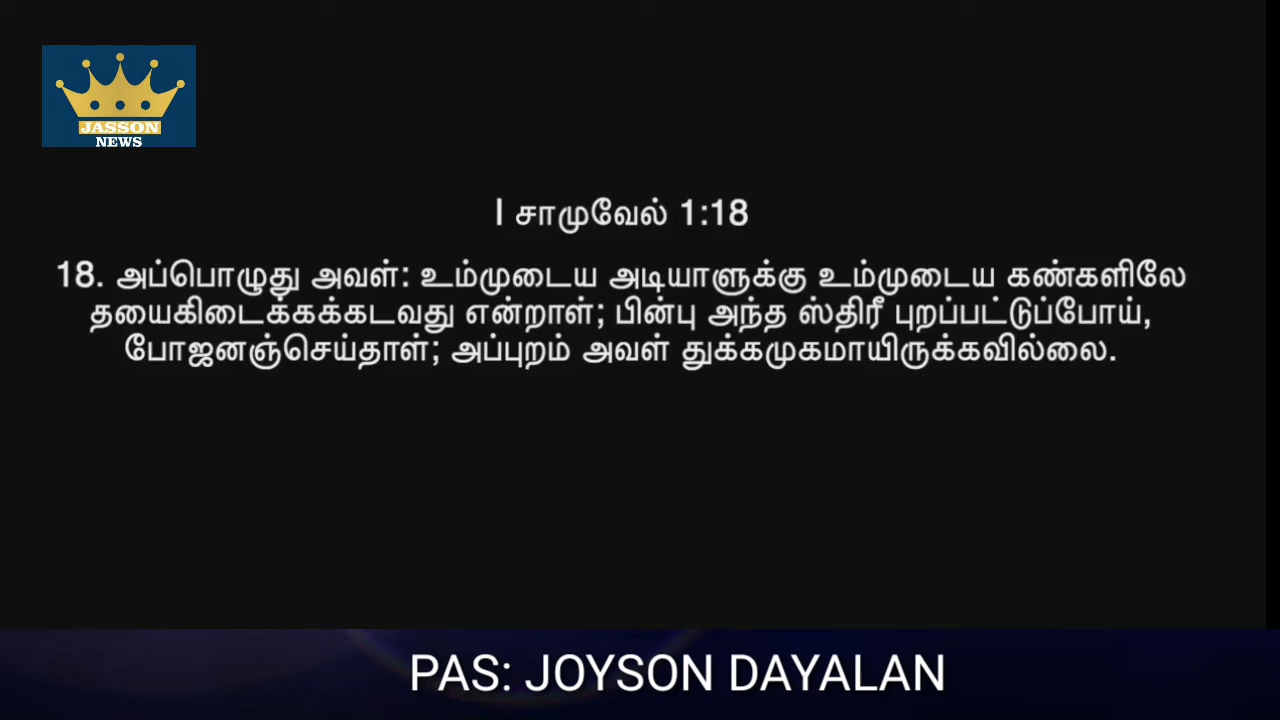 JASSON
NEWS
I சாமுவேல் 1:18
18. அப்பொழுது அவள்: உம்முடைய அடியாளுக்கு உம்முடைய கண்களிலே
தயைகிடைக்கக்கடவது என்றாள்; பின்பு அந்த ஸ்திரீ புறப்பட்டுப்போய்,
போஜனஞ்செய்தாள்; அப்புறம் அவள் துக்கமுகமாயிருக்கவில்லை.
PAS: JOYSON DAYALAN